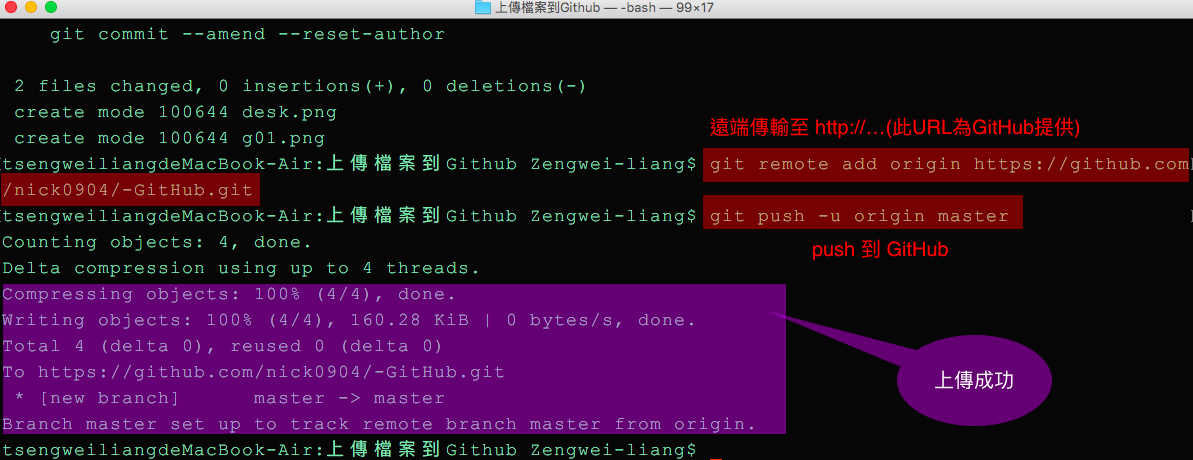 上傳檔案到Github — -bash — 99×17
git commit --amend --reset-author
2 files changed, 0 insertions(+), 0 deletions(-)
create mode 100644 desk.png
create mode 100644 g01.png
遠端傳輸至 http://…(此URL為GitHub提供)
tsengweiliangdeMacBook-Air:上傳檔案到Github Zengwei-liang$ git remote add origin https://github.com
/nick0904/-GitHub.git
tsengweiliangdeMacBook-Air:上傳檔案到Github Zengwei-liang$ git push -u origin master
Counting objects: 4, done.
push 到 GitHub
Delta compression using up to 4 threads.
Compressing objects: 100% (4/4), done.
Writing objects: 100% (4/4), 160.28 KiB | 0 bytes/s, done.
Total 4 (delta 0), reused 0 (delta 0)
To https://github.com/nick0904/-GitHub.git
上傳成功
* [new branch]      master -> master
Branch master set up to track remote branch master from origin.
tsengweiliangdeMacBook-Air:上傳檔案到Github Zengwei-liang$